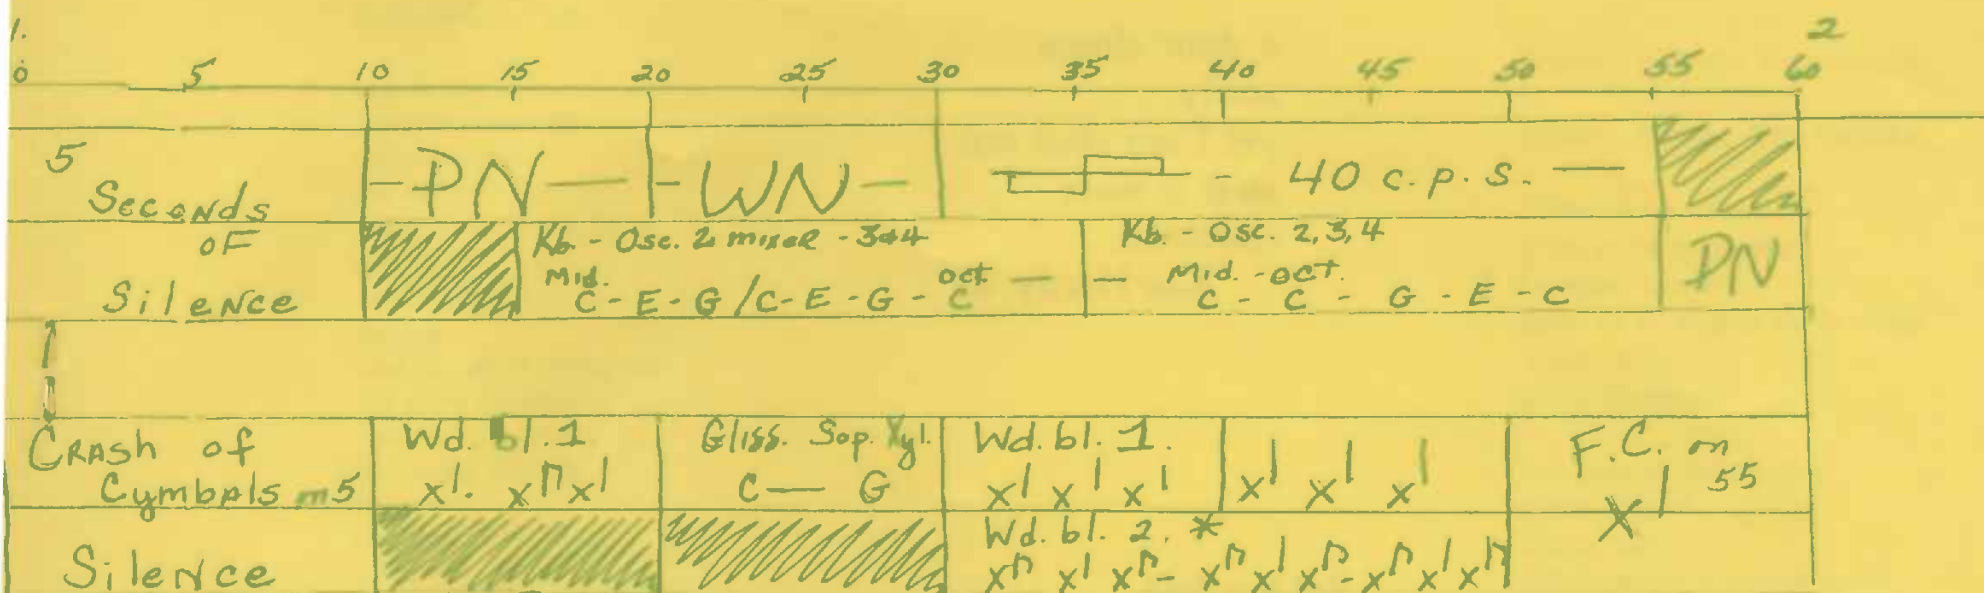 1. 2
0 5 10 15 20 25 30 35 40 45 50 55 60
5 Seconds of Silence
- PN - - WN - - 40 c.p.s. -
Kb. - Osc. 2 mixer - 3+4 Kb. - Osc. 2, 3, 4
Mid. oct - - Mid. - oct.
C - E - G / C - E - G - C C - C - G - E - C
PN
Crash of Cymbals on 5
Wd. bl. 1 Gliss. Sop. Xyl. Wd. bl. 1. F.C. on 55
x x x C — G x x x x x x x
Silence
Wd. bl. 2. *
x x x - x x x - x x x